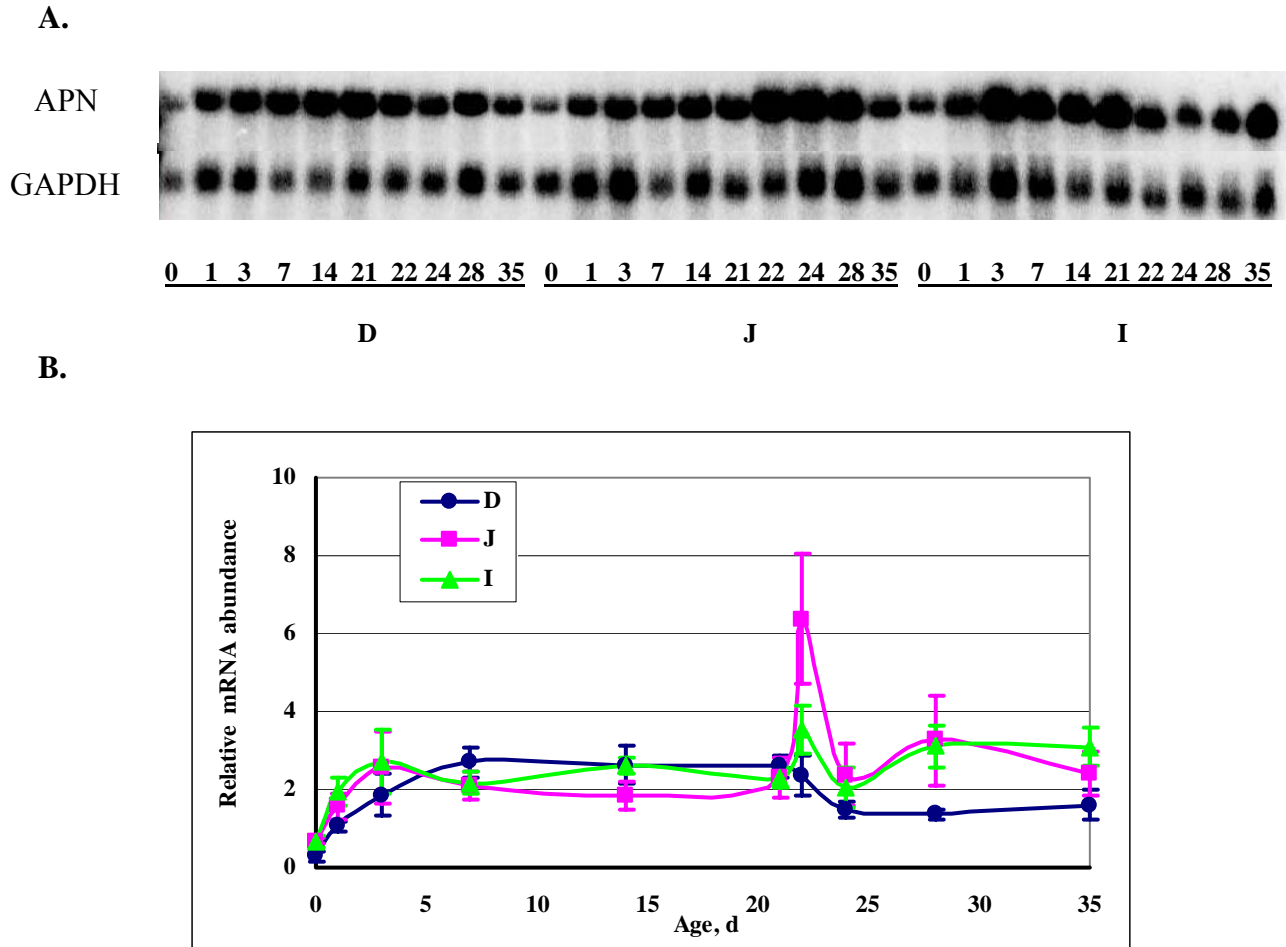 A.
APN
GAPDH
0 1 3 7 14 21 22 24 28 35 0 1 3 7 14 21 22 24 28 35 0 1 3 7 14 21 22 24 28 35
D J I
B.
10
8
6
4
2
0
Relative mRNA abundance
D
J
I
0 5 10 15 20 25 30 35
Age, d